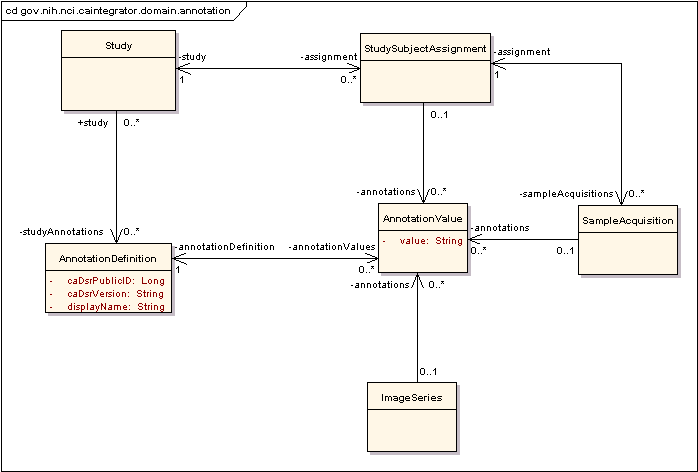 cd gov.nih.nci.caintegrator.domain.annotation
Study
StudySubjectAssignment
-study
-assignment
1
0..*
-assignment
1
+study
0..*
0..1
-annotations
0..*
-sampleAcquisitions
0..*
AnnotationValue
- value: String
SampleAcquisition
-annotations
0..*
0..1
-studyAnnotations
0..*
AnnotationDefinition
- caDsrPublicID: Long
- caDsrVersion: String
- displayName: String
-annotationDefinition
1
-annotationValues
0..*
-annotations
0..*
0..1
ImageSeries